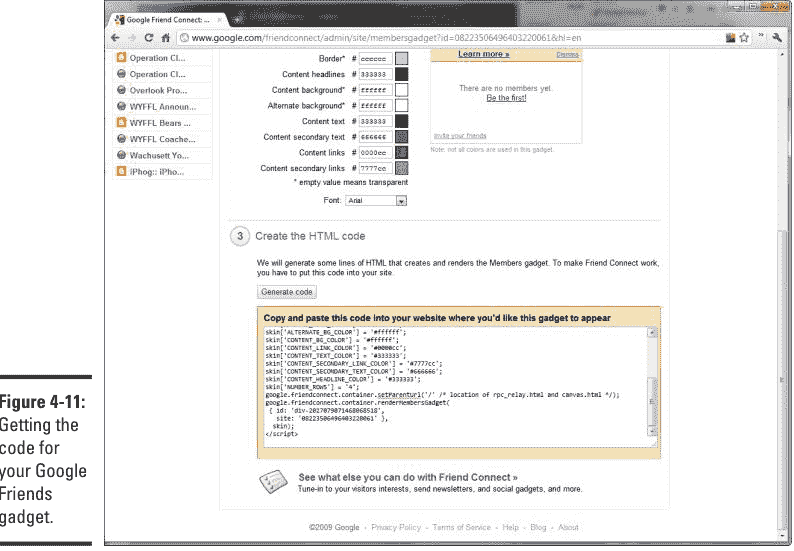 Google Friend Connect: ...
www.google.com/friendconnect/admin/site/membersgadget?id=08223506496403220061&hl=en
Operation Cl...
Operation Cl...
Overlook Pro...
WYFFL Announ...
WYFFL Bears ...
WYFFL Coache...
Wachusett Yo...
iPhog:: iPho...
Border* # cccccc
Content headlines # 333333
Content background* # ffffff
Alternate background* # ffffff
Content text # 333333
Content secondary text # 666666
Content links # 0000cc
Content secondary links # 7777cc
* empty value means transparent
Font: Arial
Learn more » Dismiss
There are no members yet.
Be the first!
Invite your friends
Note: not all colors are used in this gadget.
3 Create the HTML code
We will generate some lines of HTML that creates and renders the Members gadget. To make Friend Connect work,
you have to put this code into your site.
Generate code
Copy and paste this code into your website where you'd like this gadget to appear
skin['ALTERNATE_BG_COLOR'] = '#ffffff';
skin['CONTENT_BG_COLOR'] = '#ffffff';
skin['CONTENT_LINK_COLOR'] = '#0000cc';
skin['CONTENT_TEXT_COLOR'] = '#333333';
skin['CONTENT_SECONDARY_LINK_COLOR'] = '#7777cc';
skin['CONTENT_SECONDARY_TEXT_COLOR'] = '#666666';
skin['CONTENT_HEADLINE_COLOR'] = '#333333';
skin['NUMBER_ROWS'] = '4';
google.friendconnect.container.setParentUrl('/' /* location of rpc_relay.html and canvas.html */);
google.friendconnect.container.renderMembersGadget(
{ id: 'div-2027079071468068518',
site: '08223506496403220061' },
skin);
</script>
See what else you can do with Friend Connect »
Tune-in to your visitors interests, send newsletters, and social gadgets, and more.
©2009 Google - Privacy Policy - Terms of Service - Help - Blog - About
Figure 4-11:
Getting the
code for
your Google
Friends
gadget.